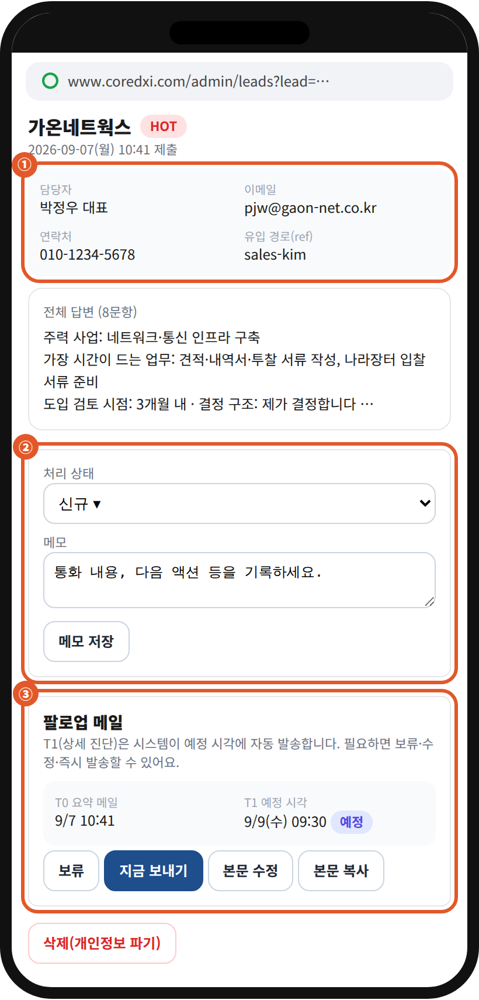 www.coredxi.com/admin/leads?lead=…
가온네트웍스 HOT
2026-09-07(월) 10:41 제출
①
담당자 이메일
박정우 대표 pjw@gaon-net.co.kr
연락처 유입 경로(ref)
010-1234-5678 sales-kim
전체 답변 (8문항)
주력 사업: 네트워크·통신 인프라 구축
가장 시간이 드는 업무: 견적·내역서·투찰 서류 작성, 나라장터 입찰
서류 준비
도입 검토 시점: 3개월 내 · 결정 구조: 제가 결정합니다 …
②
처리 상태
신규 ▾
메모
통화 내용, 다음 액션 등을 기록하세요.
메모 저장
③
팔로업 메일
T1(상세 진단)은 시스템이 예정 시각에 자동 발송합니다. 필요하면 보류·수
정·즉시 발송할 수 있어요.
T0 요약 메일 T1 예정 시각
9/7 10:41 9/9(수) 09:30 예정
보류 지금 보내기 본문 수정 본문 복사
삭제(개인정보 파기)